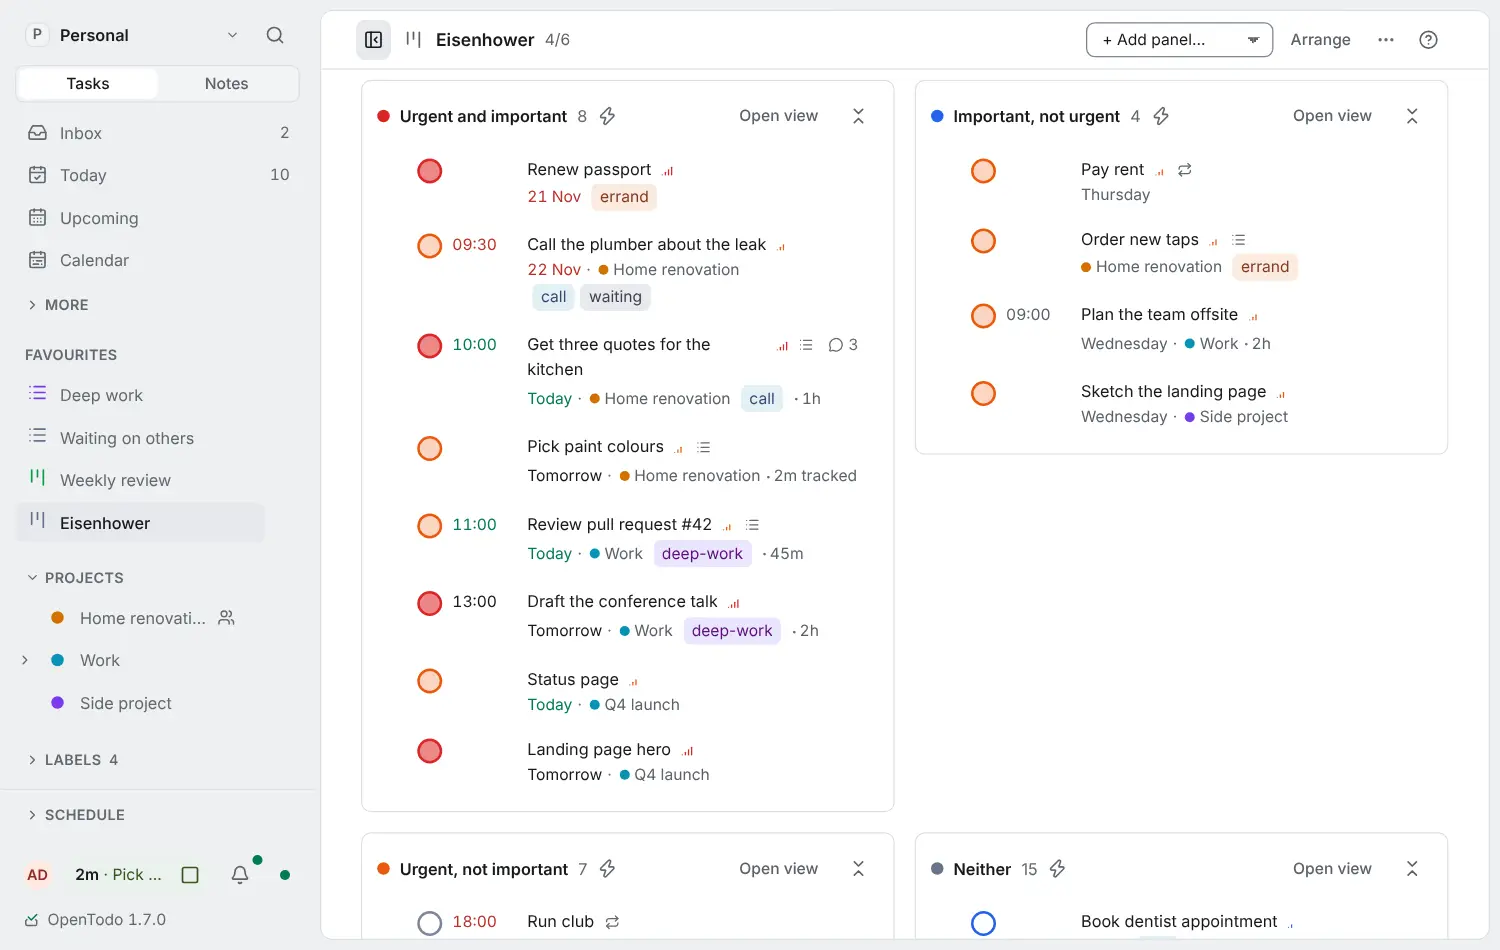 P Personal
Tasks Notes
Inbox 2
Today 10
Upcoming
Calendar
MORE
FAVOURITES
Deep work
Waiting on others
Weekly review
Eisenhower
PROJECTS
Home renovati...
Work
Side project
LABELS 4
SCHEDULE
AD 2m · Pick ...
OpenTodo 1.7.0
Eisenhower 4/6
+ Add panel... Arrange
Urgent and important 8 Open view
Renew passport
21 Nov errand
09:30 Call the plumber about the leak
22 Nov · Home renovation
call waiting
10:00 Get three quotes for the 3
kitchen
Today · Home renovation call · 1h
Pick paint colours
Tomorrow · Home renovation · 2m tracked
11:00 Review pull request #42
Today · Work deep-work · 45m
13:00 Draft the conference talk
Tomorrow · Work deep-work · 2h
Status page
Today · Q4 launch
Landing page hero
Tomorrow · Q4 launch
Important, not urgent 4 Open view
Pay rent
Thursday
Order new taps
Home renovation errand
09:00 Plan the team offsite
Wednesday · Work · 2h
Sketch the landing page
Wednesday · Side project
Urgent, not important 7 Open view
18:00 Run club
Neither 15 Open view
Book dentist appointment